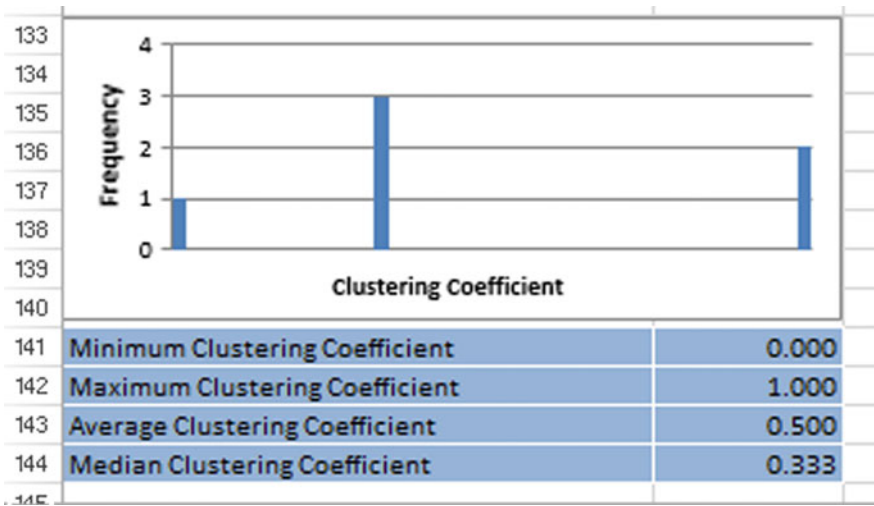 133
134
135
136
137
138
139
140
4
3
2
1
0
Frequency
Clustering Coefficient
141 Minimum Clustering Coefficient 0.000
142 Maximum Clustering Coefficient 1.000
143 Average Clustering Coefficient 0.500
144 Median Clustering Coefficient 0.333